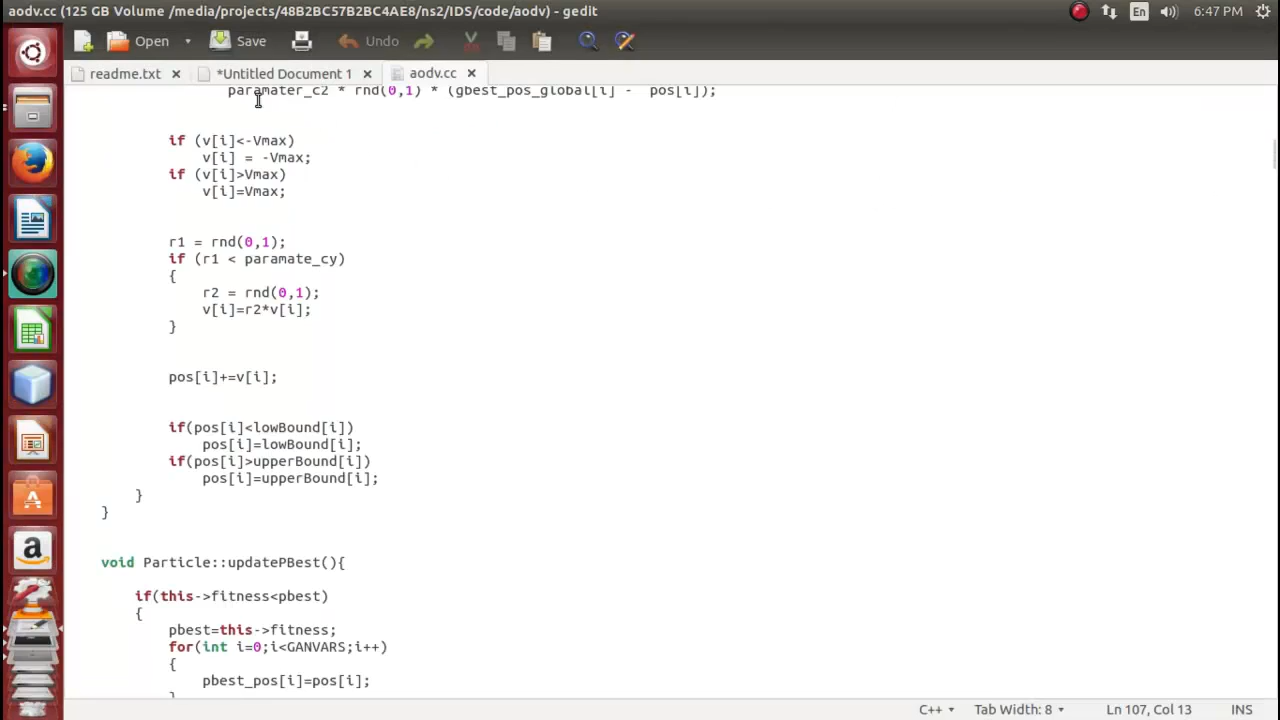 aodv.cc (125 GB Volume /media/projects/48B2BC57B2BC4AE8/ns2/IDS/code/aodv) - gedit
En
6:47 PM
Open
Save
Undo
readme.txt
*Untitled Document 1
aodv.cc
paramater_c2 * rnd(0,1) * (gbest_pos_global[i] -  pos[i]);
if (v[i]<-Vmax)
v[i] = -Vmax;
if (v[i]>Vmax)
v[i]=Vmax;
r1 = rnd(0,1);
if (r1 < paramate_cy)
{
r2 = rnd(0,1);
v[i]=r2*v[i];
}
pos[i]+=v[i];
if(pos[i]<lowBound[i])
pos[i]=lowBound[i];
if(pos[i]>upperBound[i])
pos[i]=upperBound[i];
}
}
void Particle::updatePBest(){
if(this->fitness<pbest)
{
pbest=this->fitness;
for(int i=0;i<GANVARS;i++)
{
pbest_pos[i]=pos[i];
}
C++
Tab Width: 8
Ln 107, Col 13
INS